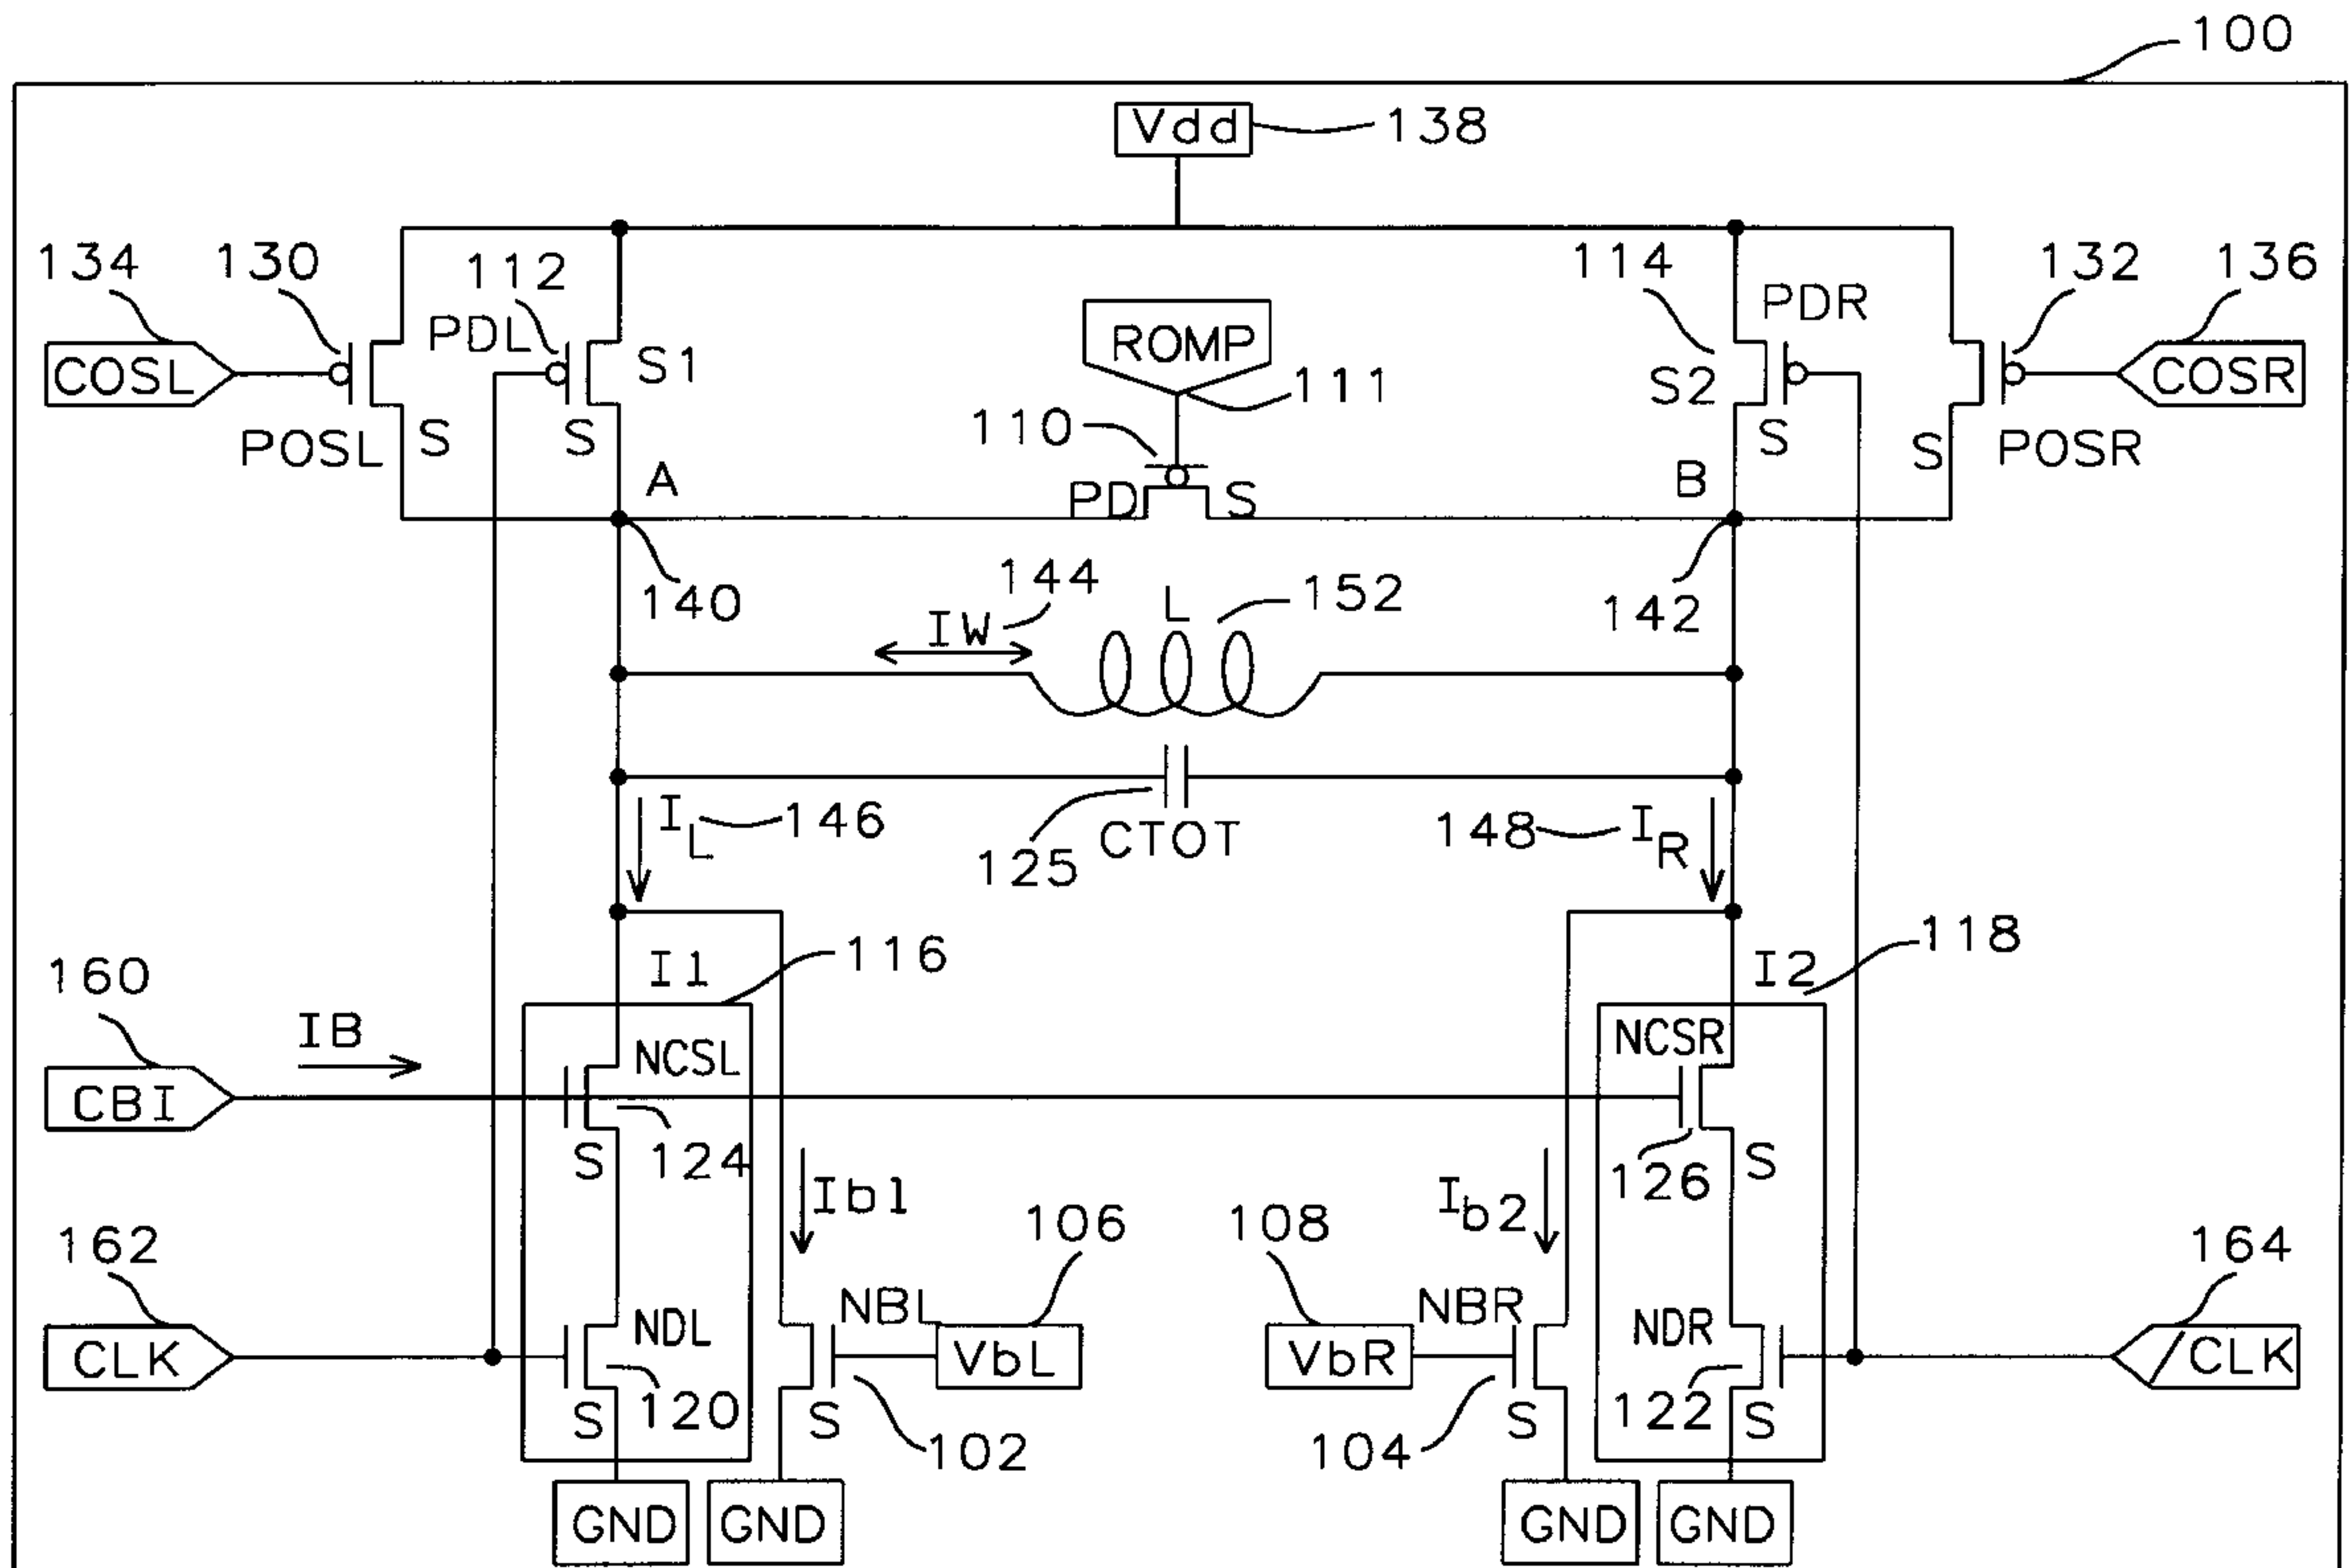 100
Vdd
138
134
130
112
114
132
136
PDL
PDR
COSL
S1
ROMP
S2
COSR
111
110
POSL
S
S
S
S
POSR
A
PD
S
B
140
144
L
152
142
IW
IL
146
125
CTOT
148
IR
160
I1
116
I2
118
IB
NCSL
NCSR
CBI
S
124
126
S
162
Ib1
106
108
Ib2
164
NBL
NBR
CLK
NDL
VbL
VbR
NDR
/CLK
S
120
S
102
104
S
122
S
GND
GND
GND
GND